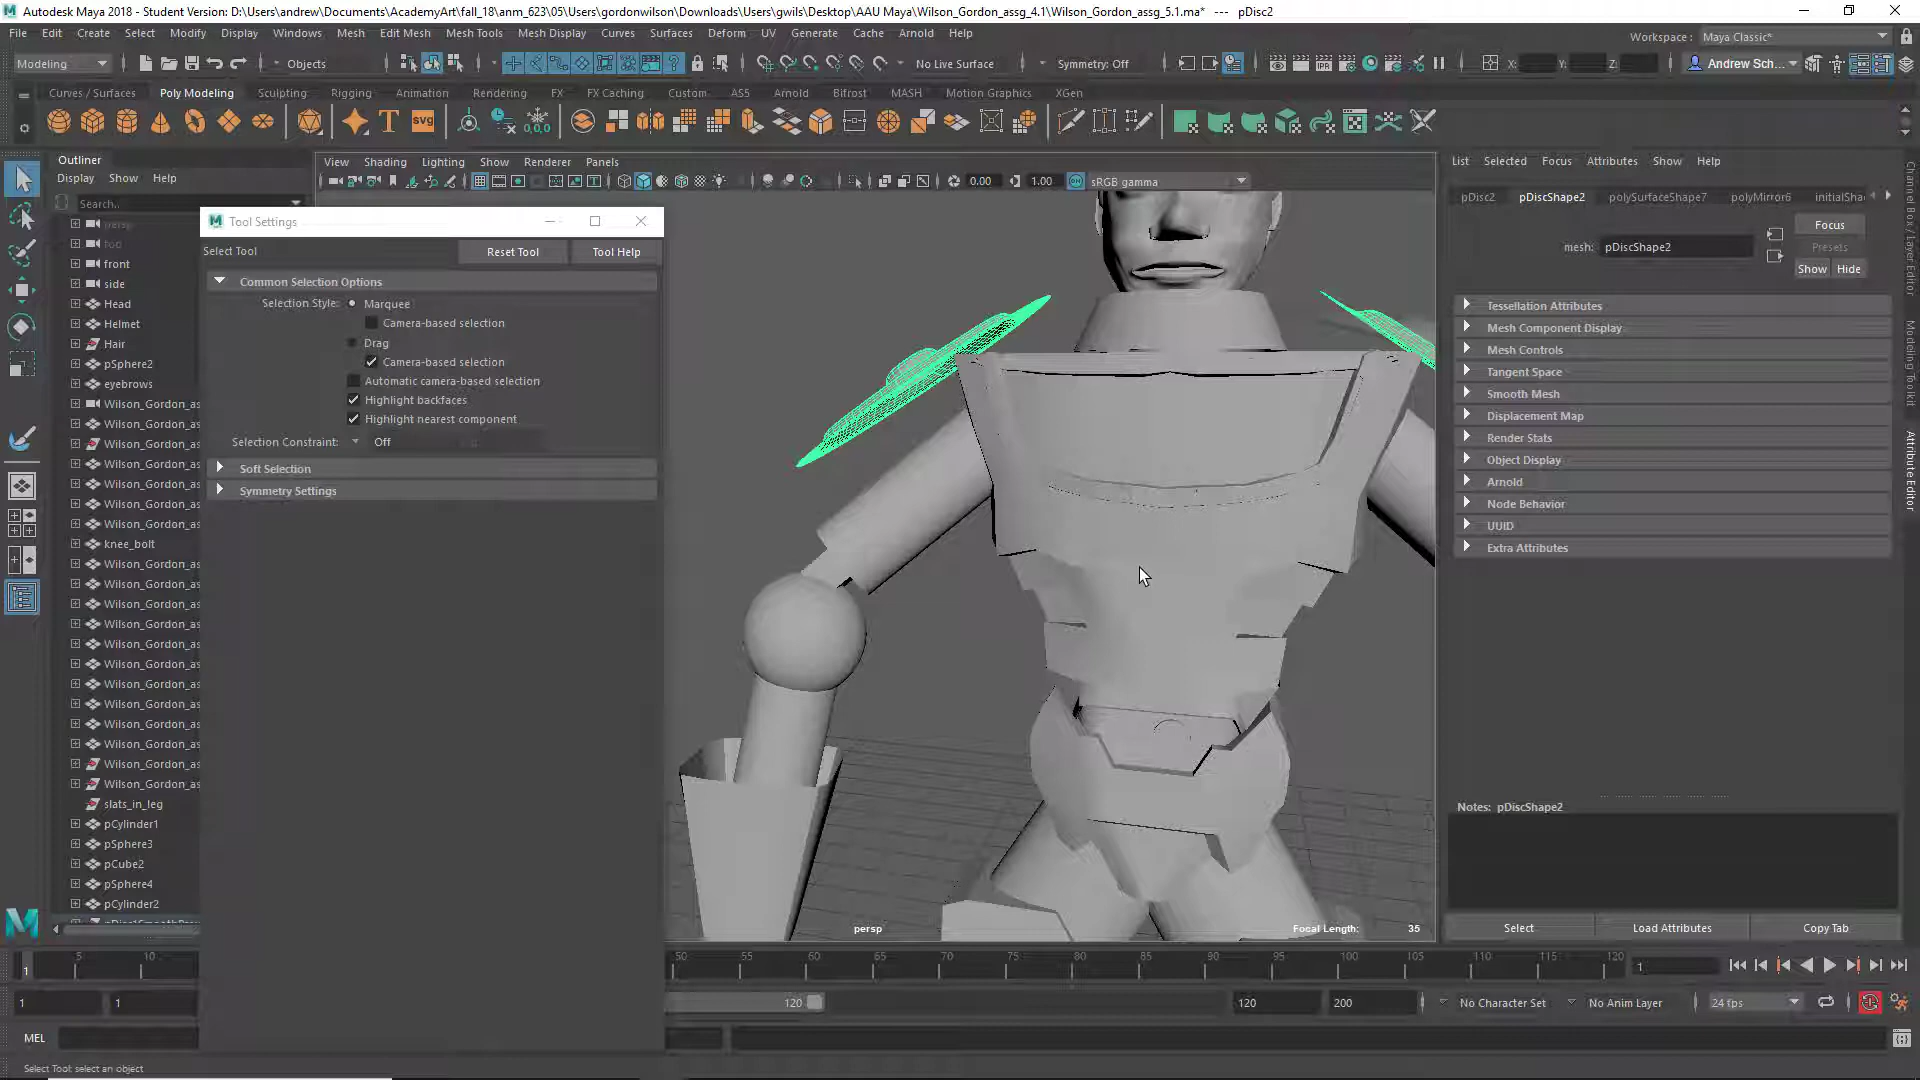 Autodesk Maya 2018 - Student Version: D:\Users\andrew\Documents\AcademyArt\fall_18\anm_623\05\Users\gordonwilson\Downloads\Users\gwils\Desktop\AAU Maya\Wilson_Gordon_assg_4.1\Wilson_Gordon_assg_5.1.ma* --- pDisc2
File Edit Create Select Modify Display Windows Mesh Edit Mesh Mesh Tools Mesh Display Curves Surfaces Deform UV Generate Cache Arnold Help
Workspace : Maya Classic*
Modeling Objects No Live Surface Symmetry: Off X: Y: Z: Andrew Sch...
Curves / Surfaces Poly Modeling Sculpting Rigging Animation Rendering FX FX Caching Custom AS5 Arnold Bifrost MASH Motion Graphics XGen
Outliner
Display Show Help
Search..
persp
top
front
side
Head
Helmet
Hair
pSphere2
eyebrows
Wilson_Gordon_as
Wilson_Gordon_as
Wilson_Gordon_as
Wilson_Gordon_as
Wilson_Gordon_as
Wilson_Gordon_as
Wilson_Gordon_as
knee_bolt
Wilson_Gordon_as
Wilson_Gordon_as
Wilson_Gordon_as
Wilson_Gordon_as
Wilson_Gordon_as
Wilson_Gordon_as
Wilson_Gordon_as
Wilson_Gordon_as
Wilson_Gordon_as
Wilson_Gordon_as
Wilson_Gordon_as
Wilson_Gordon_as
slats_in_leg
pCylinder1
pSphere3
pCube2
pSphere4
pCylinder2
Tool Settings
Select Tool Reset Tool Tool Help
Common Selection Options
Selection Style: Marquee
Camera-based selection
Drag
Camera-based selection
Automatic camera-based selection
Highlight backfaces
Highlight nearest component
Selection Constraint: Off
Soft Selection
Symmetry Settings
View Shading Lighting Show Renderer Panels
0.00 1.00 sRGB gamma
persp Focal Length: 35
List Selected Focus Attributes Show Help
pDisc2 pDiscShape2 polySurfaceShape7 polyMirror6 initialSha
Focus
mesh: pDiscShape2 Presets
Show Hide
Tessellation Attributes
Mesh Component Display
Mesh Controls
Tangent Space
Smooth Mesh
Displacement Map
Render Stats
Object Display
Arnold
Node Behavior
UUID
Extra Attributes
Notes: pDiscShape2
Select Load Attributes Copy Tab
Channel Box / Layer Editor
Modeling Toolkit
Attribute Editor
1 5 10 50 55 60 65 70 75 80 85 90 95 100 105 110 115 120 1
1 1 120 120 200 No Character Set No Anim Layer 24 fps
MEL
Select Tool: select an object